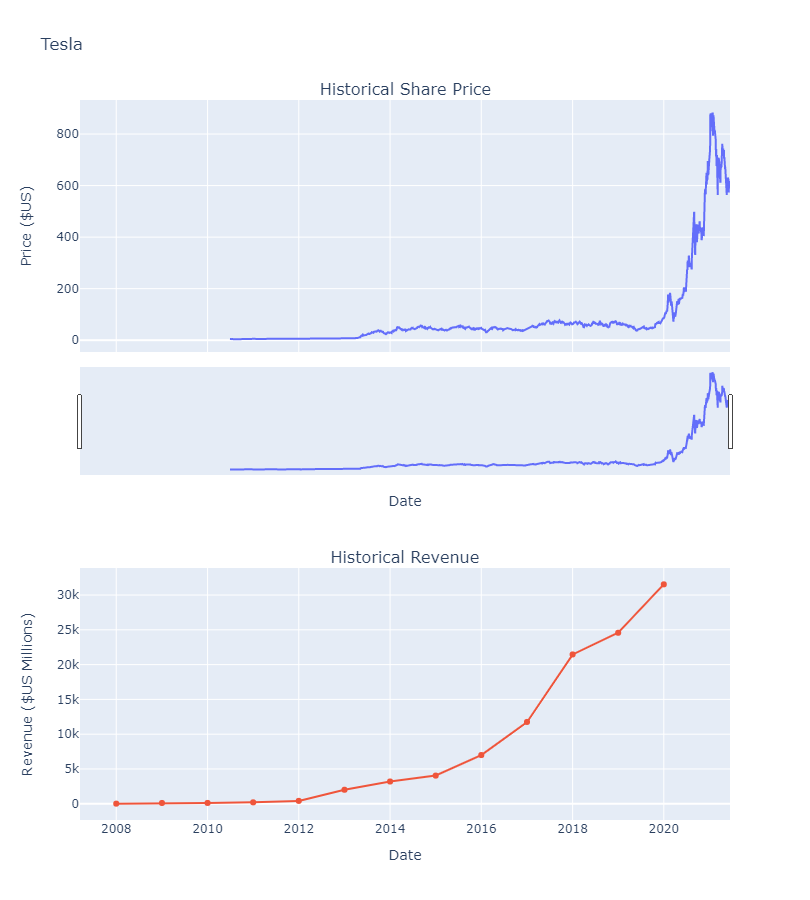 Tesla
Historical Share Price
Price ($US)
800
600
400
200
0
Date
Historical Revenue
Revenue ($US Millions)
30k
25k
20k
15k
10k
5k
0
2008 2010 2012 2014 2016 2018 2020
Date